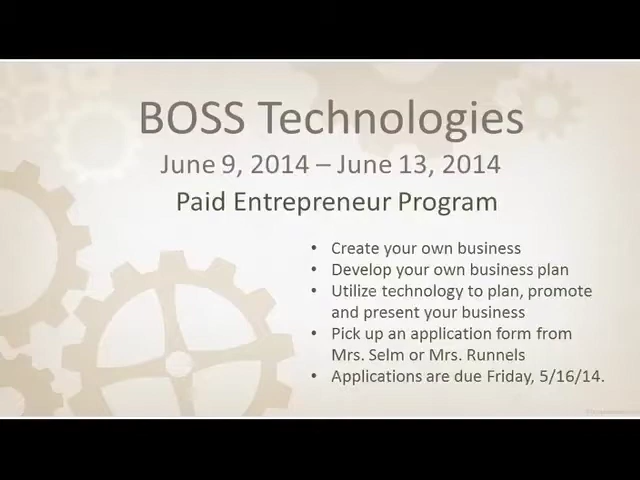 BOSS Technologies
June 9, 2014 – June 13, 2014
Paid Entrepreneur Program
• Create your own business
• Develop your own business plan
• Utilize technology to plan, promote
and present your business
• Pick up an application form from
Mrs. Selm or Mrs. Runnels
• Applications are due Friday, 5/16/14.